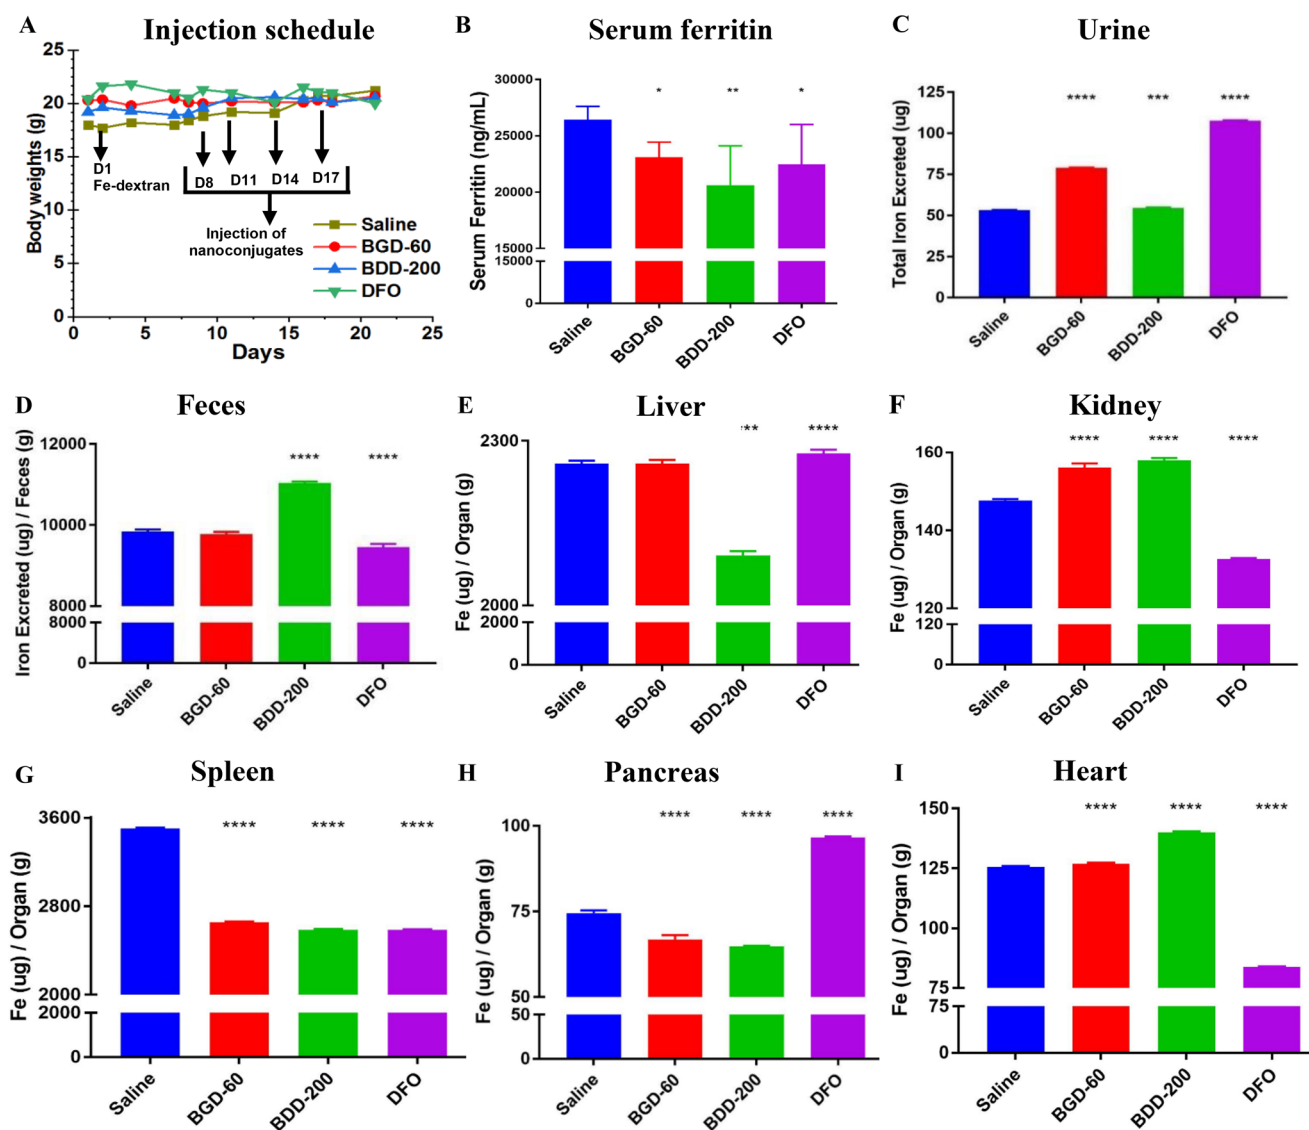 A Injection schedule
25
20
15
20
15
10
5
0
Body weights (g)
D1
Fe-dextran
D8 D11 D14 D17
Injection of
nanoconjugates
Saline
BGD-60
BDD-200
DFO
0 5 10 15 20 25
Days
B Serum ferritin
30000
25000
20000
15000
15000
0
Serum Ferritin (ng/mL)
* ** *
Saline BGD-60 BDD-200 DFO
C Urine
125
100
75
50
25
0
Total Iron Excreted (ug)
**** *** ****
Saline BGD-60 BDD-200 DFO
D Feces
12000
10000
8000
8000
0
Iron Excreted (ug) / Feces (g)
**** ****
Saline BGD-60 BDD-200 DFO
E Liver
2300
2000
2000
0
Fe (ug) / Organ (g)
**** 
Saline BGD-60 BDD-200 DFO
F Kidney
160
140
120
120
0
Fe (ug) / Organ (g)
**** **** ****
Saline BGD-60 BDD-200 DFO
G Spleen
3600
2800
2000
2000
0
Fe (ug) / Organ (g)
**** **** ****
Saline BGD-60 BDD-200 DFO
H Pancreas
100
75
50
50
0
Fe (ug) / Organ (g)
**** **** ****
Saline BGD-60 BDD-200 DFO
I Heart
150
125
100
75
75
0
Fe (ug) / Organ (g)
**** **** ****
Saline BGD-60 BDD-200 DFO